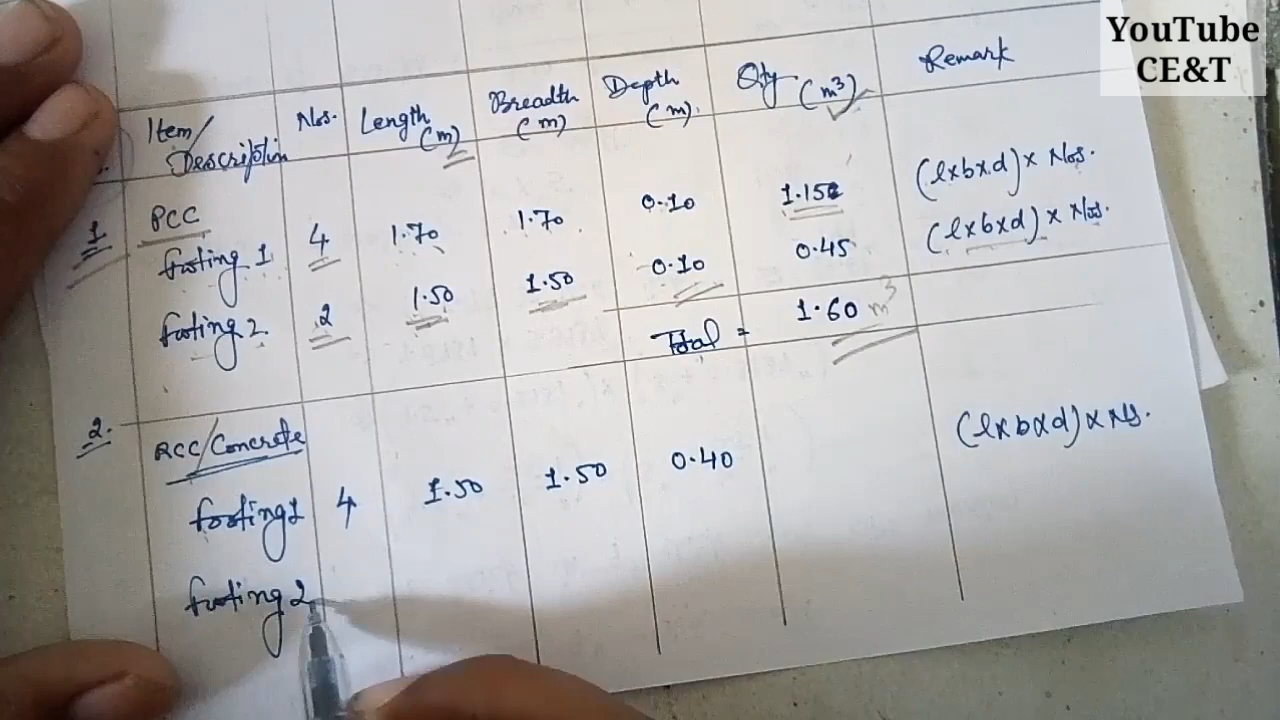 YouTube
CE&T
Item/
Description Nos. Length
(m) Breadth
(m) Depth
(m) Qty (m³) Remark
1 PCC
footing 1 4 1.70 1.70 0.10 1.15 (l×b×d) × Nos.
footing 2 2 1.50 1.50 0.10 0.45 (l×b×d) × Nos.
Total = 1.60 m³
2. RCC/Concrete
footing 1 4 1.50 1.50 0.40 (l×b×d) × Ns.
footing 2